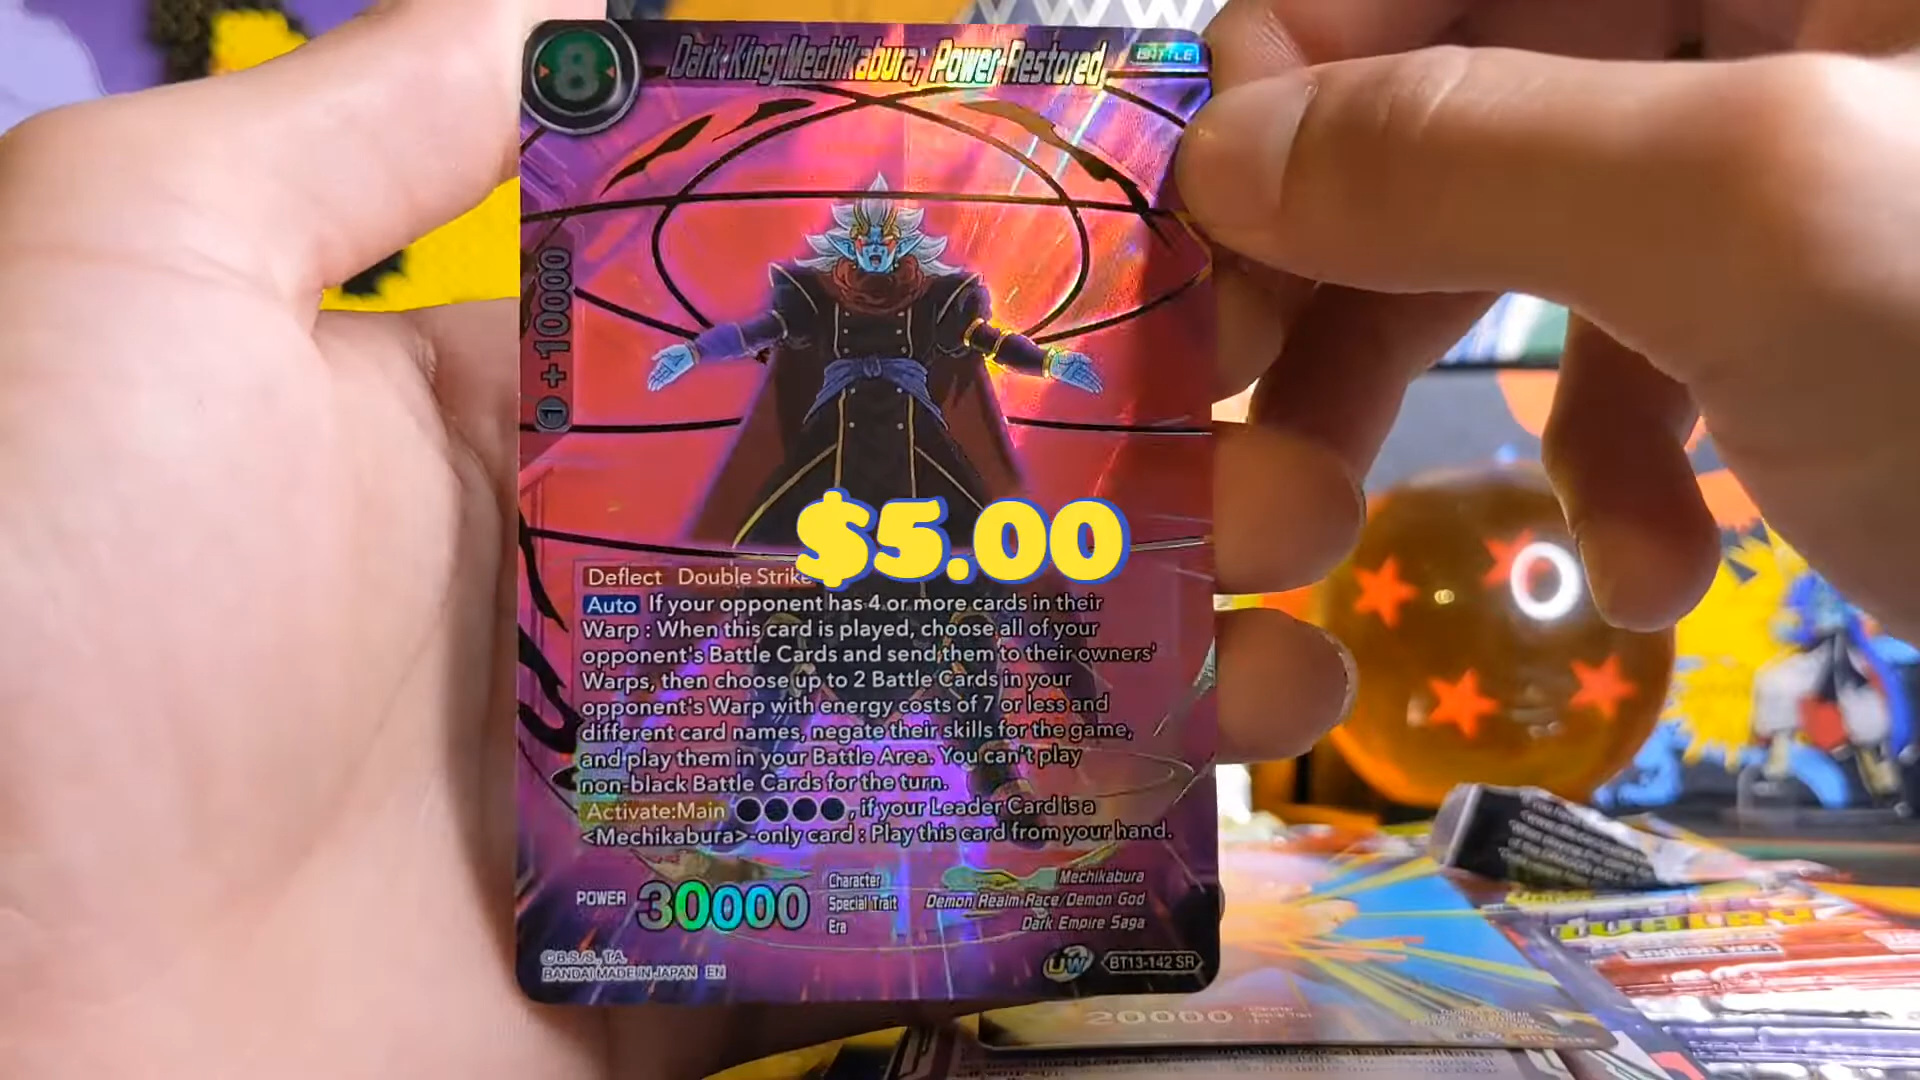 8
Dark King Mechikabura, Power Restored
BATTLE
1 +10000
$5.00
Deflect Double Strike
Auto If your opponent has 4 or more cards in their
Warp : When this card is played, choose all of your
opponent's Battle Cards and send them to their owners'
Warps, then choose up to 2 Battle Cards in your
opponent's Warp with energy costs of 7 or less and
different card names, negate their skills for the game,
and play them in your Battle Area. You can't play
non-black Battle Cards for the turn.
Activate:Main , if your Leader Card is a
<Mechikabura>-only card : Play this card from your hand.
POWER 30000
Character Mechikabura
Special Trait Demon Realm Race/Demon God
Era Dark Empire Saga
©B.S./S., T.A.
BANDAI MADE IN JAPAN EN
UW BT13-142 SR
20000
English Ver.